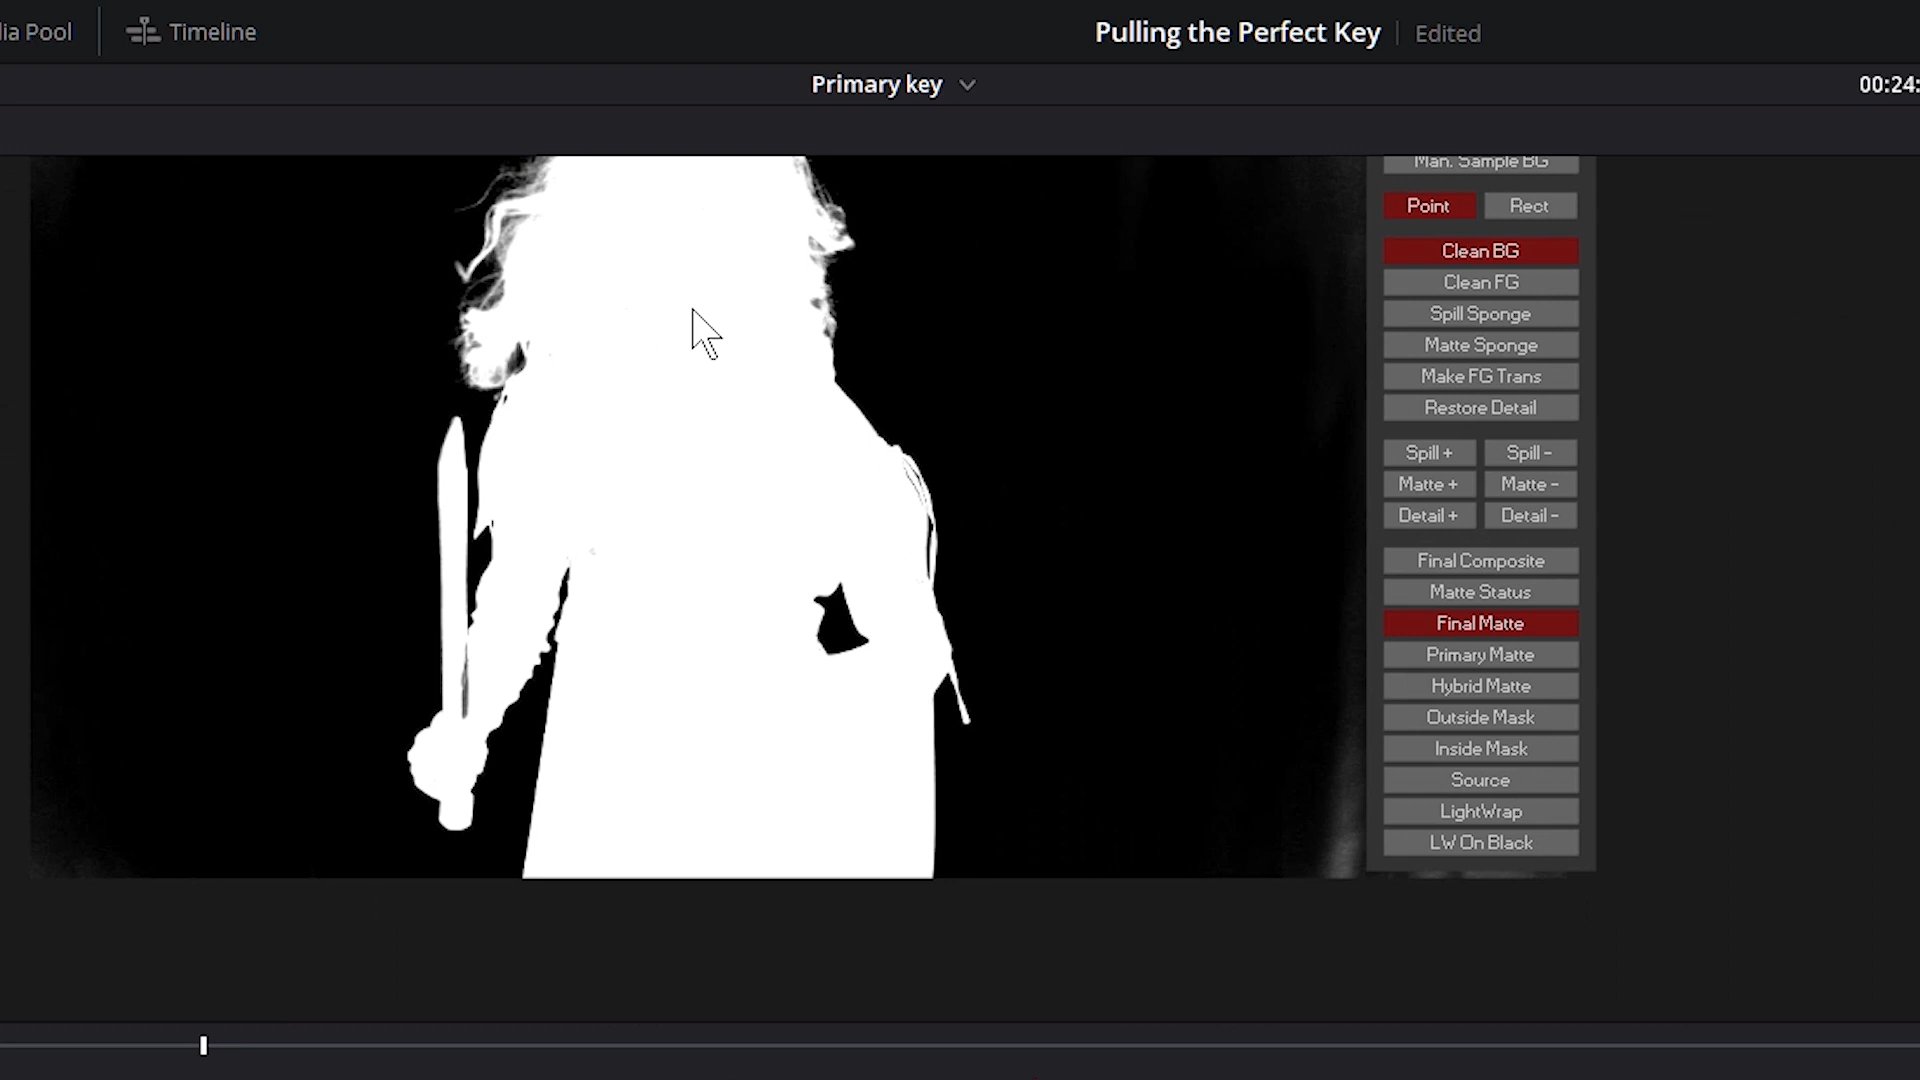 ia Pool
Timeline
Pulling the Perfect Key
Edited
Primary key
00:24:
Man. Sample BG
Point
Rect
Clean BG
Clean FG
Spill Sponge
Matte Sponge
Make FG Trans
Restore Detail
Spill +
Spill -
Matte +
Matte -
Detail +
Detail -
Final Composite
Matte Status
Final Matte
Primary Matte
Hybrid Matte
Outside Mask
Inside Mask
Source
LightWrap
LW On Black